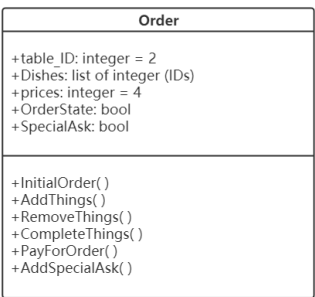 Order
+table_ID: integer = 2
+Dishes: list of integer (IDs)
+prices: integer = 4
+OrderState: bool
+SpecialAsk: bool
+InitialOrder( )
+AddThings( )
+RemoveThings( )
+CompleteThings( )
+PayForOrder( )
+AddSpecialAsk( )